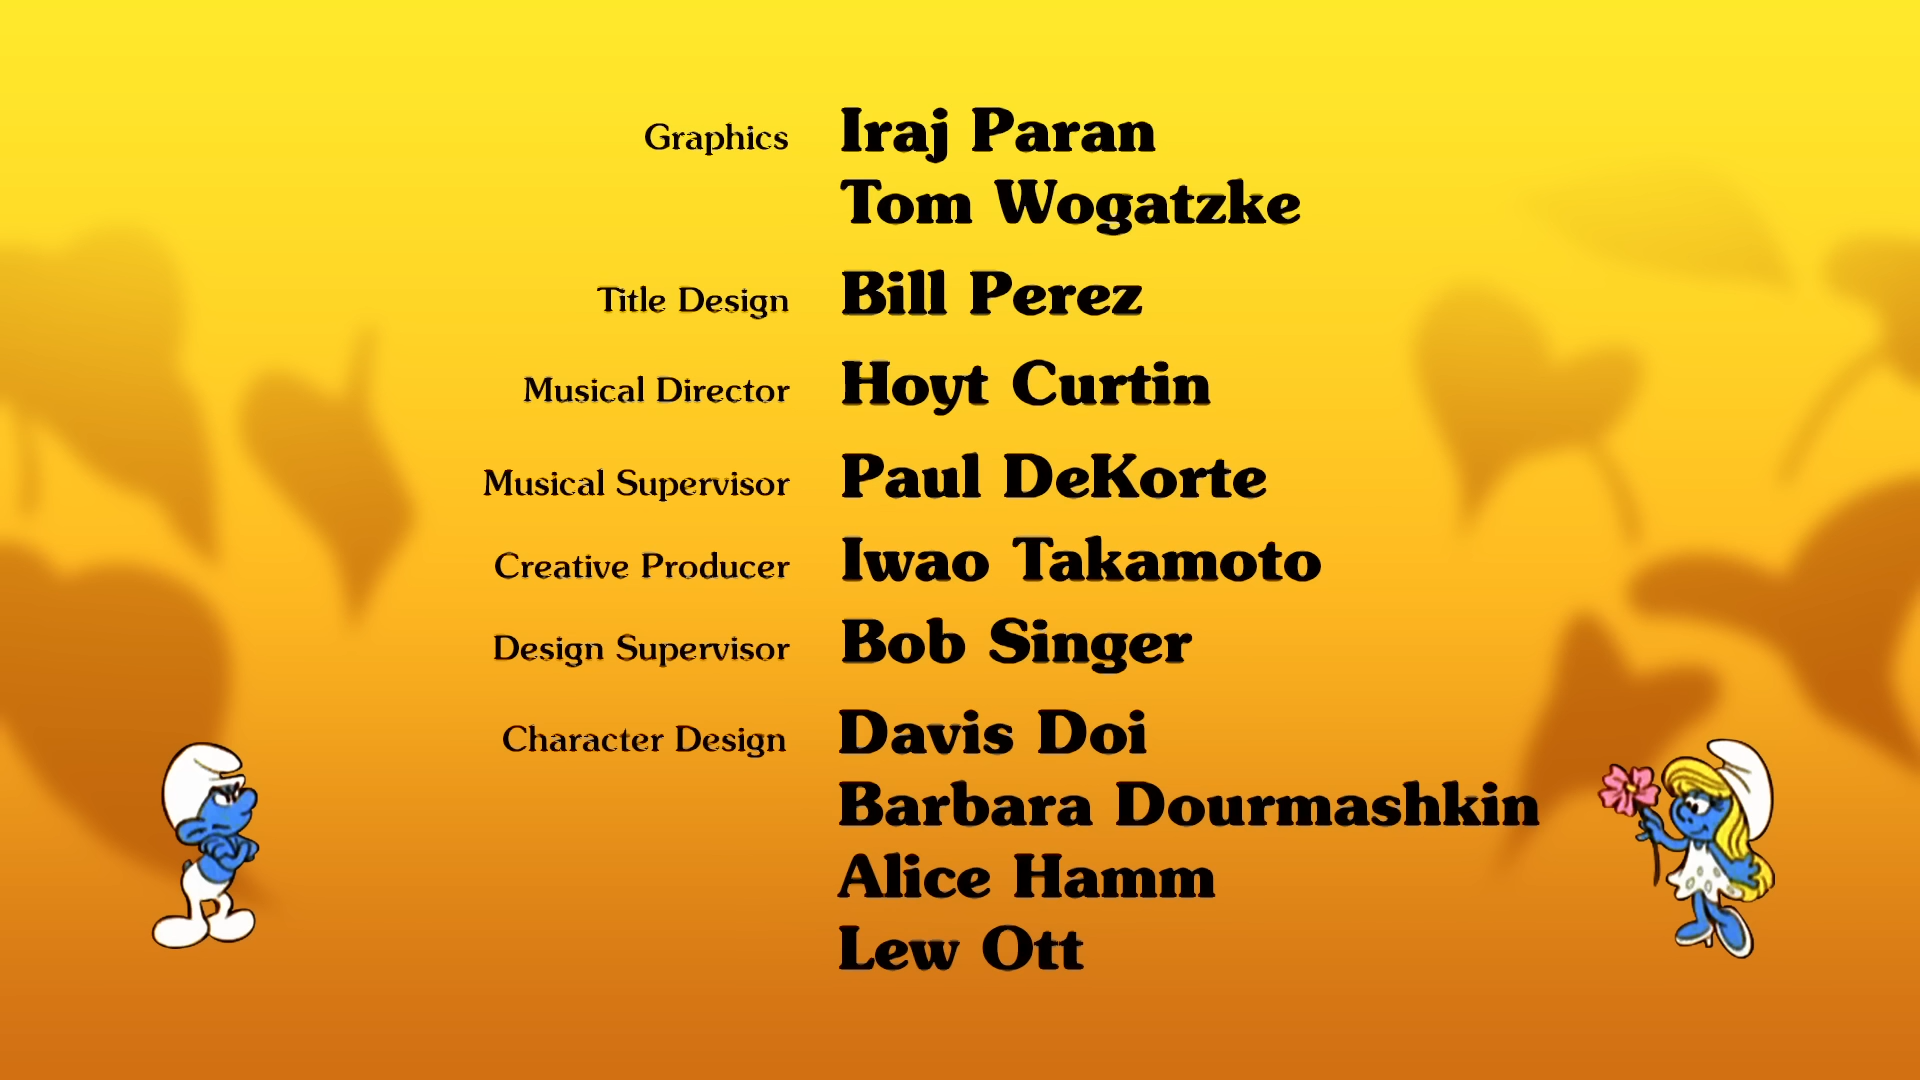 Graphics Iraj Paran
Tom Wogatzke
Title Design Bill Perez
Musical Director Hoyt Curtin
Musical Supervisor Paul DeKorte
Creative Producer Iwao Takamoto
Design Supervisor Bob Singer
Character Design Davis Doi
Barbara Dourmashkin
Alice Hamm
Lew Ott